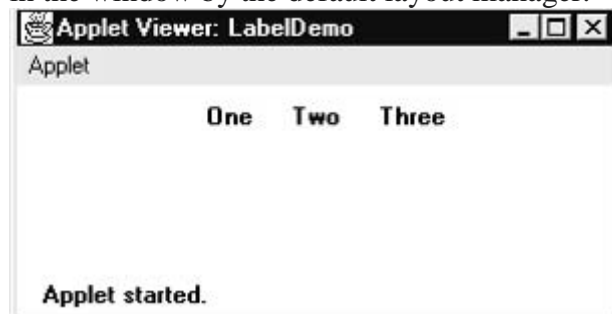 in the window by the default layout manager.
Applet Viewer: LabelDemo
Applet
One Two Three
Applet started.